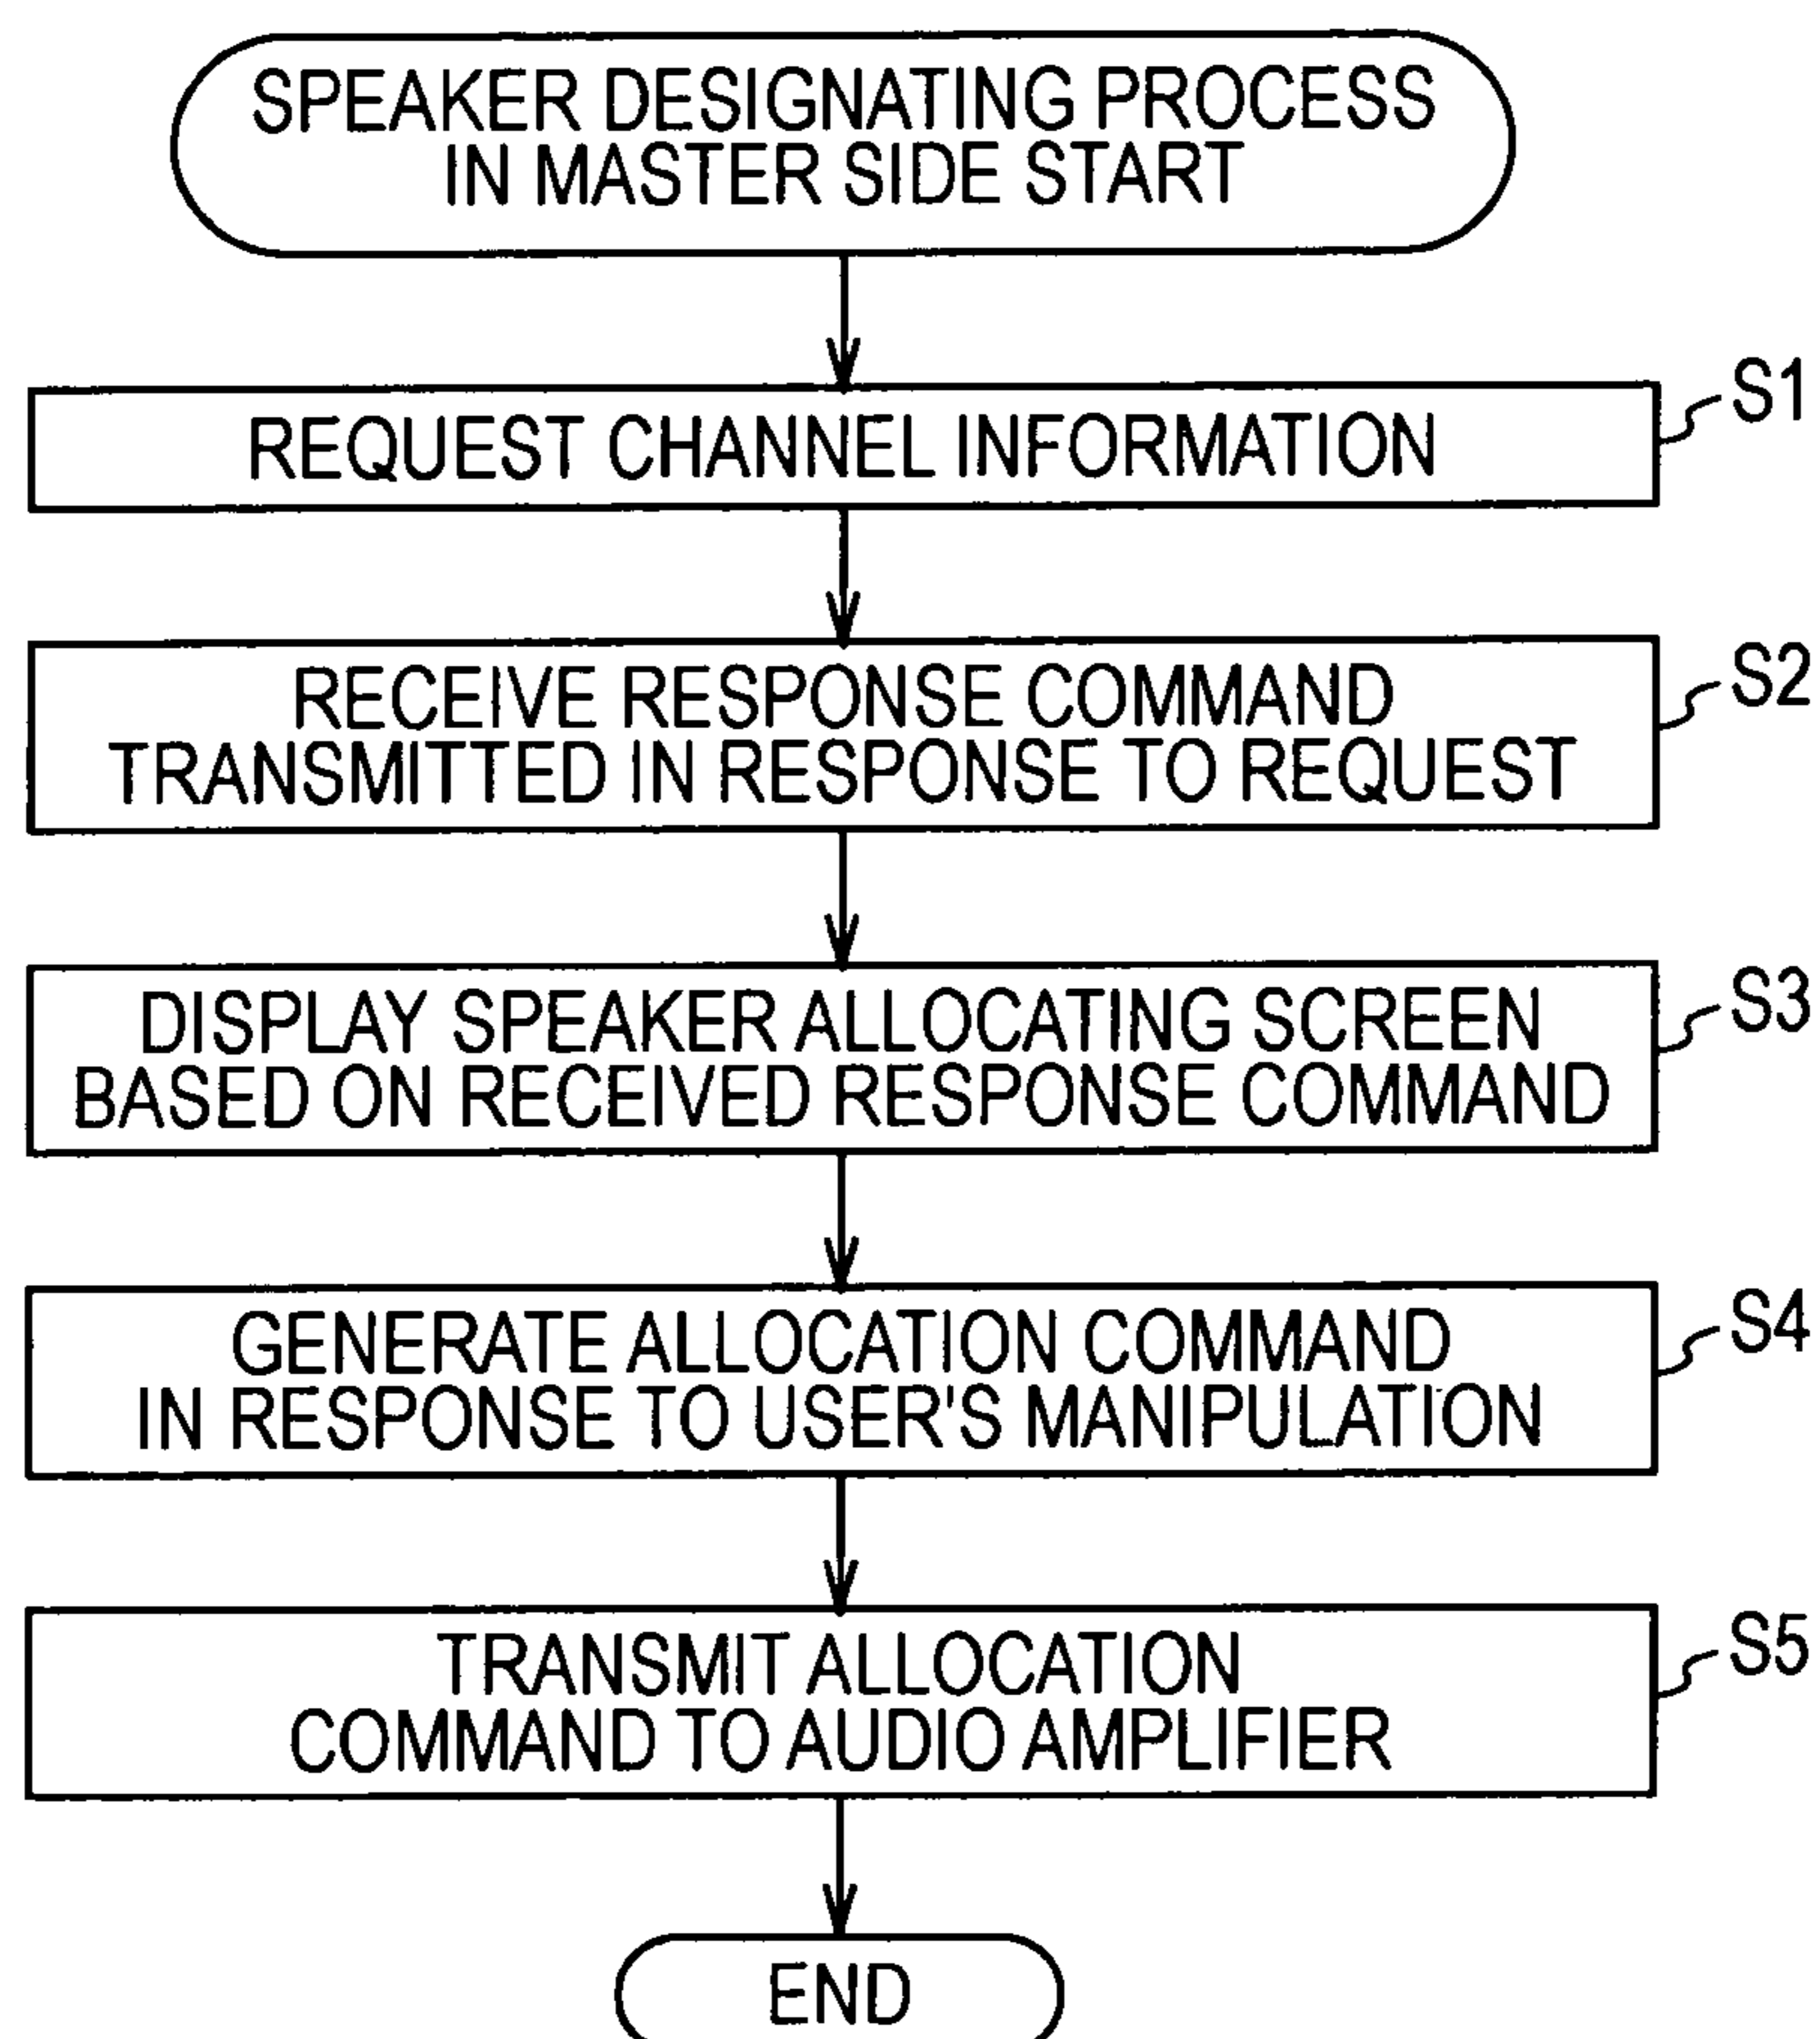 SPEAKER DESIGNATING PROCESS
IN MASTER SIDE START
S1
REQUEST CHANNEL INFORMATION
S2
RECEIVE RESPONSE COMMAND
TRANSMITTED IN RESPONSE TO REQUEST
S3
DISPLAY SPEAKER ALLOCATING SCREEN
BASED ON RECEIVED RESPONSE COMMAND
S4
GENERATE ALLOCATION COMMAND
IN RESPONSE TO USER'S MANIPULATION
S5
TRANSMIT ALLOCATION
COMMAND TO AUDIO AMPLIFIER
END